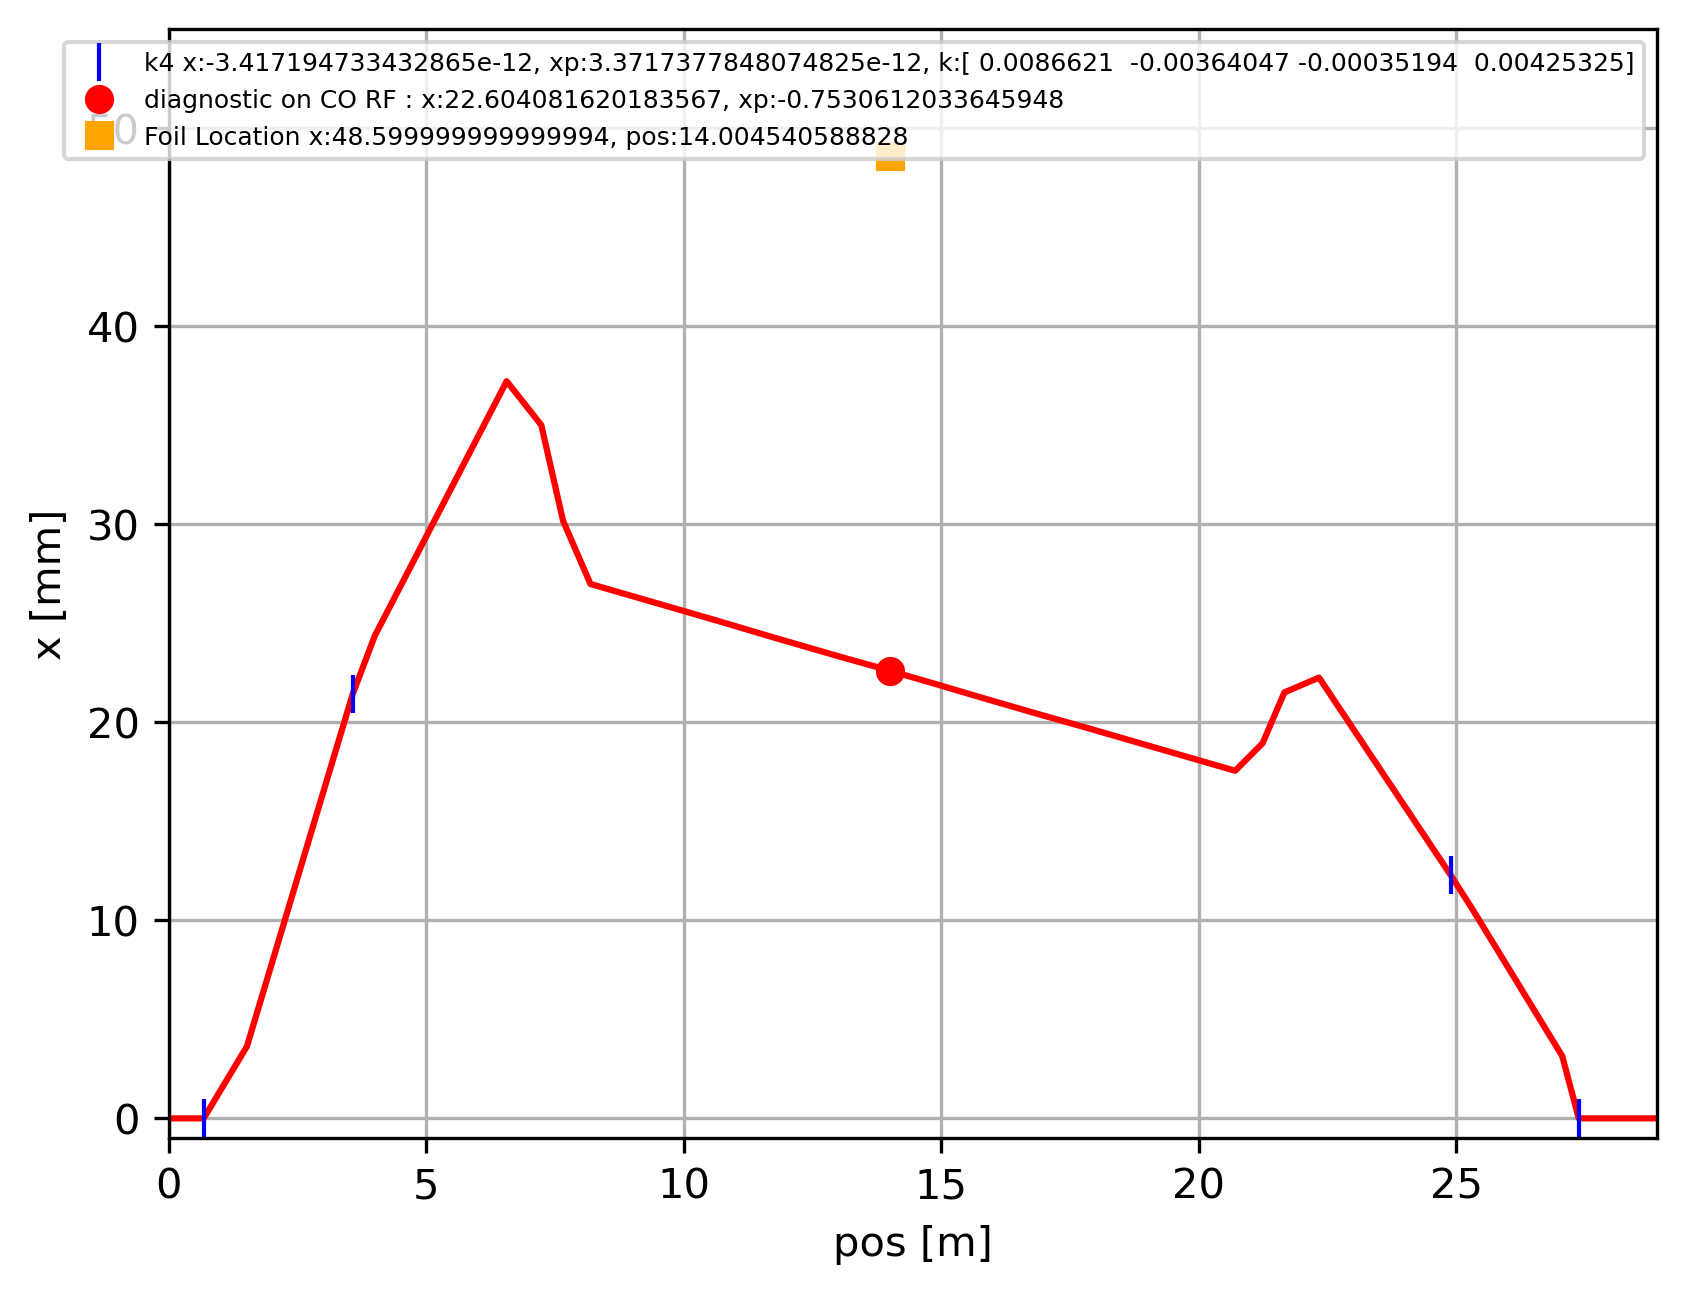 k4 x:-3.417194733432865e-12, xp:3.3717377848074825e-12, k:[ 0.0086621  -0.00364047 -0.00035194  0.00425325]
diagnostic on CO RF : x:22.604081620183567, xp:-0.7530612033645948
Foil Location x:48.599999999999994, pos:14.004540588828
50
40
30
20
10
0
x [mm]
0 5 10 15 20 25
pos [m]